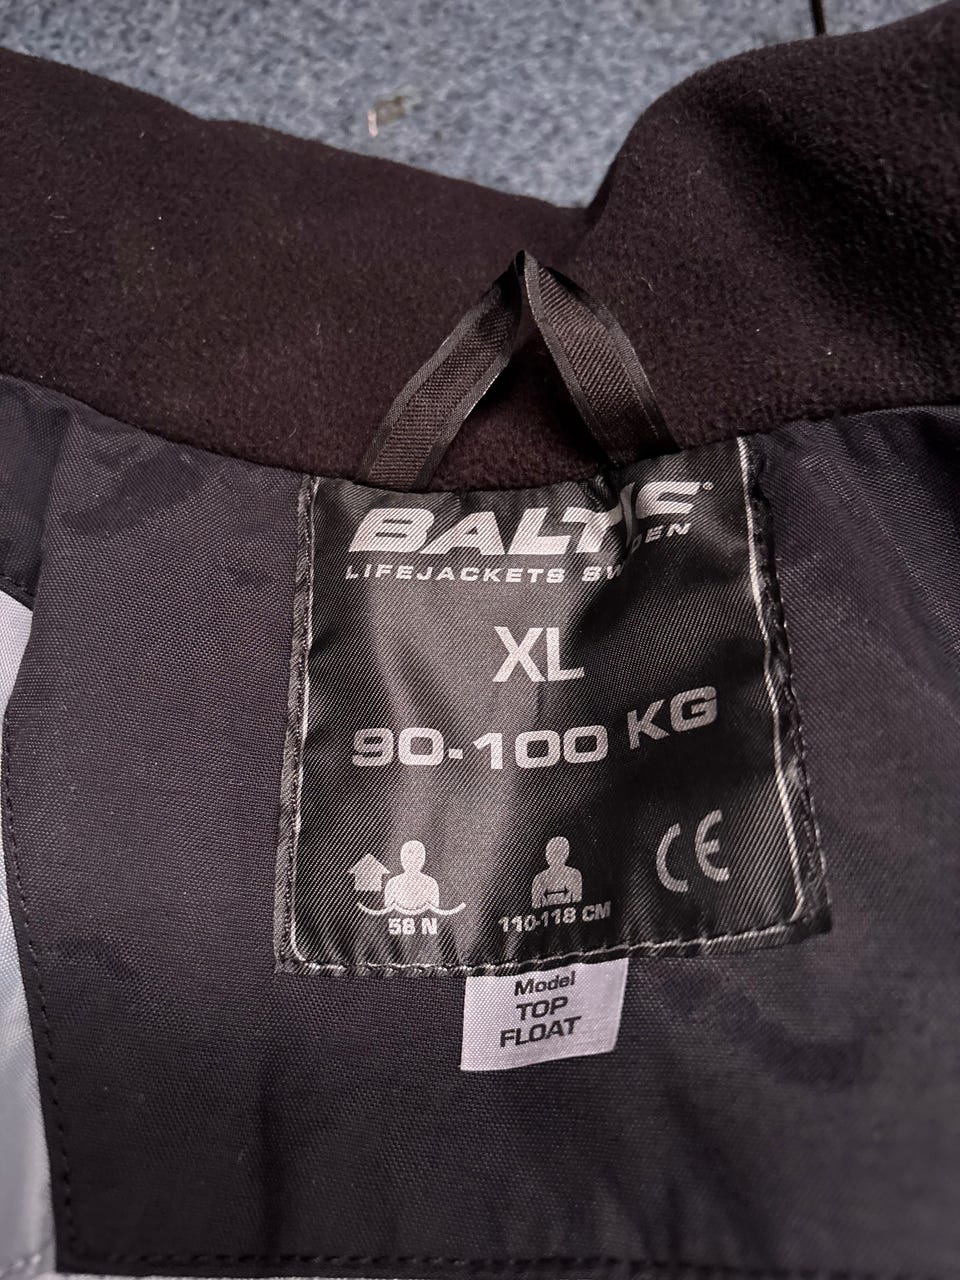 BALTIC®
LIFEJACKETS SWEDEN
XL
90-100 KG
58 N
110-118 CM
CE
Model
TOP
FLOAT